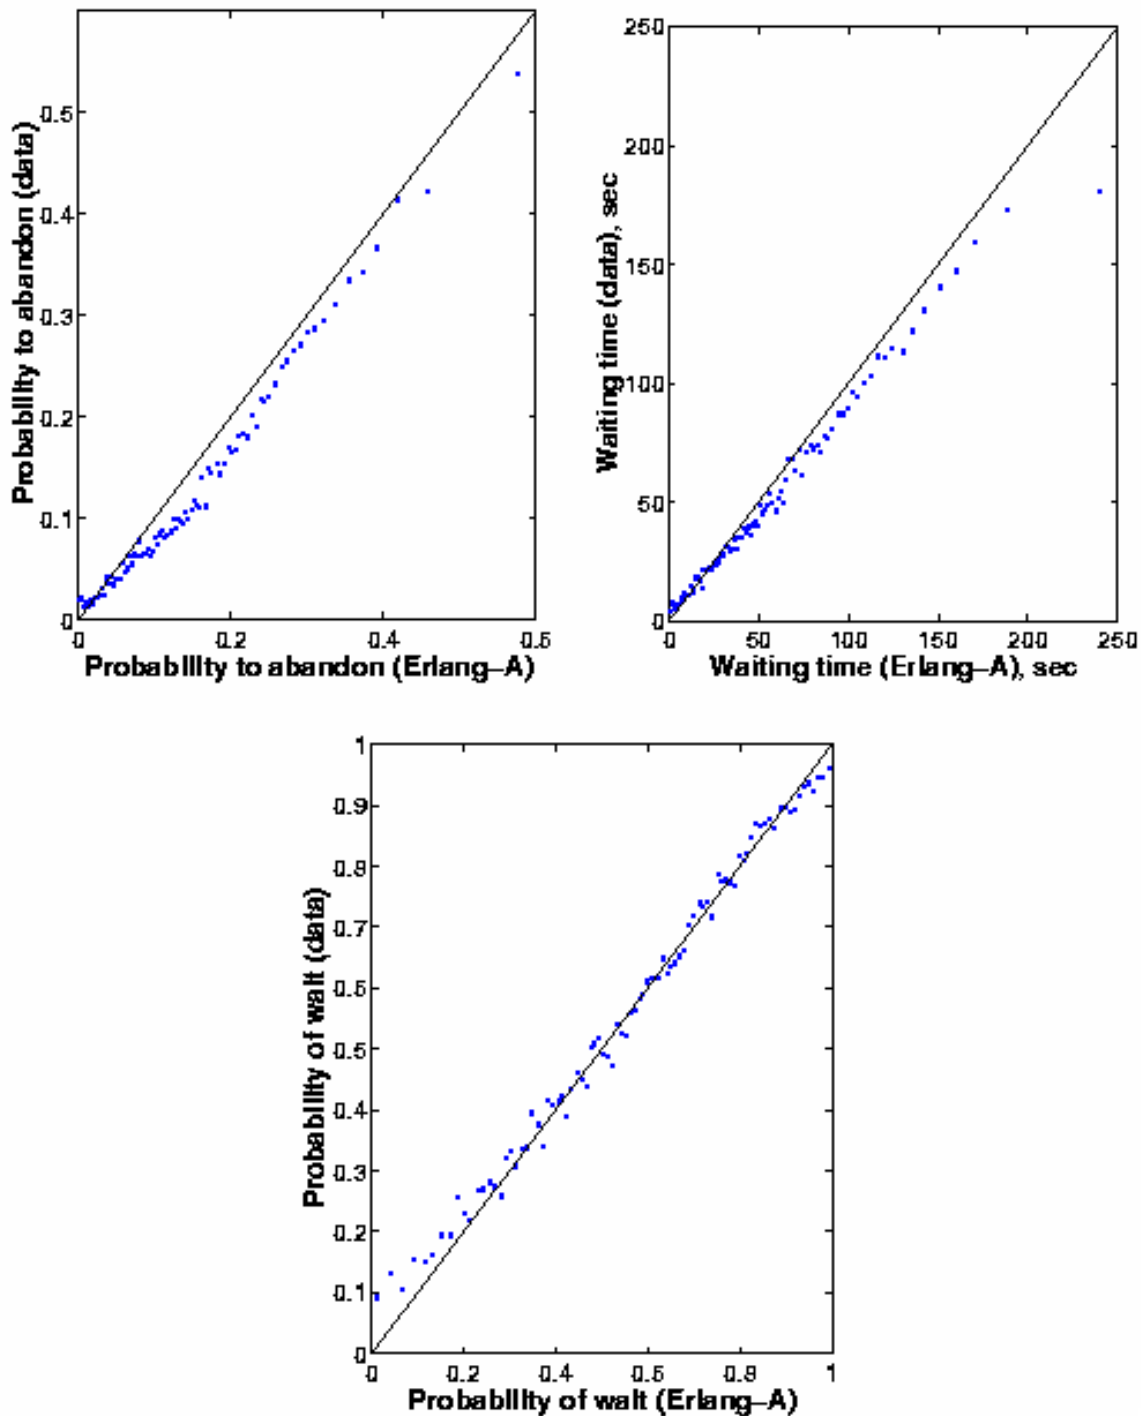 0.5
0.4
0.3
0.2
0.1
0
0 0.2 0.4 0.6
Probability to abandon (data)
Probability to abandon (Erlang–A)
250
200
150
100
50
0
0 50 100 150 200 250
Waiting time (data), sec
Waiting time (Erlang–A), sec
1
0.9
0.8
0.7
0.6
0.5
0.4
0.3
0.2
0.1
0
0 0.2 0.4 0.6 0.8 1
Probability of wait (data)
Probability of wait (Erlang–A)